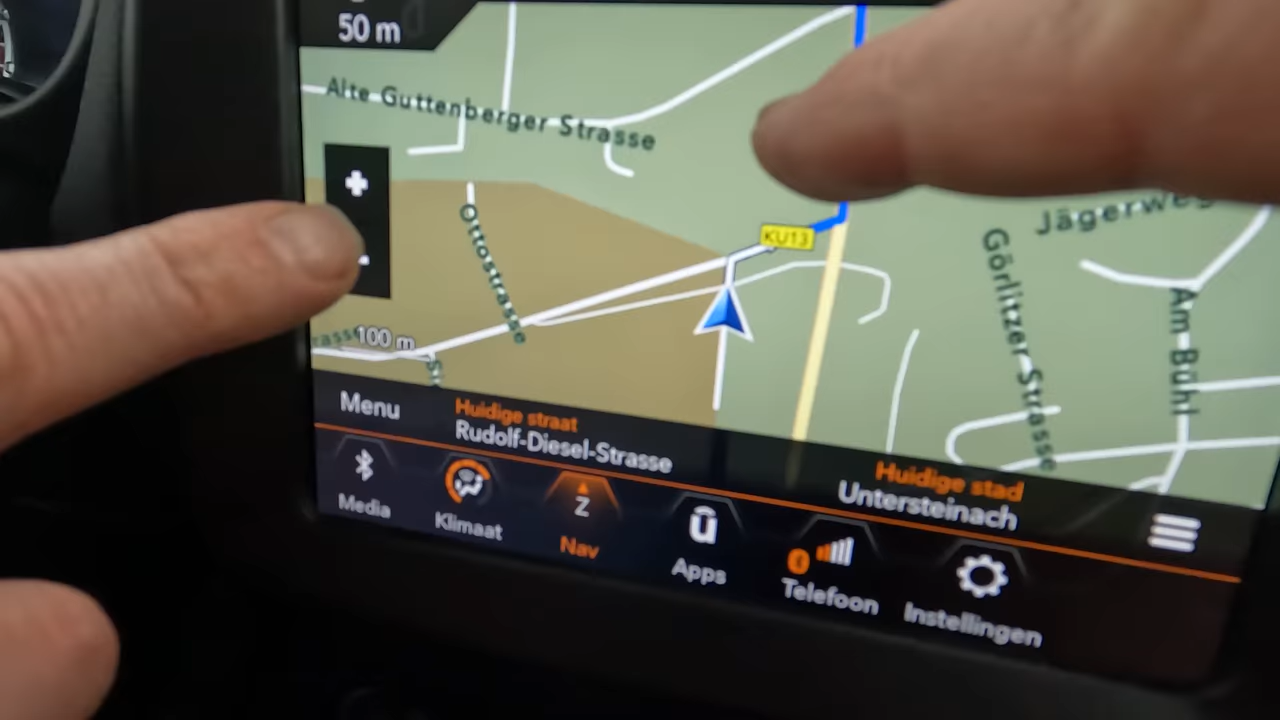 50 m
Alte Guttenberger Strasse
Ottostrasse
KU13
Jägerweg
Görlitzer Strasse
Am Bühl
100 m
Menu
Huidige straat
Rudolf-Diesel-Strasse
Huidige stad
Untersteinach
Media
Klimaat
Z
Nav
Apps
Telefoon
Instellingen